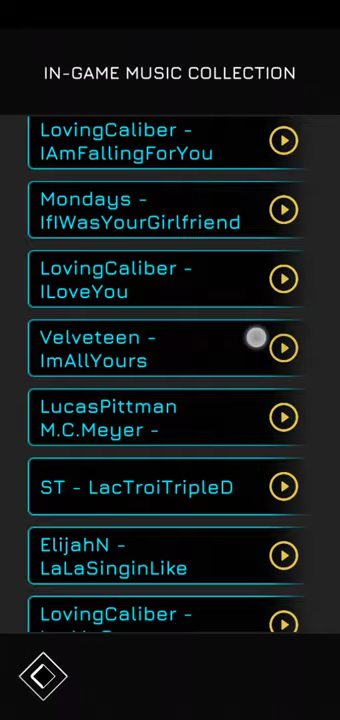 IN-GAME MUSIC COLLECTION
LovingCaliber -
IAmFallingForYou
Mondays -
IfIWasYourGirlfriend
LovingCaliber -
ILoveYou
Velveteen -
ImAllYours
LucasPittman
M.C.Meyer -
ST - LacTroiTripleD
ElijahN -
LaLaSinginLike
LovingCaliber -